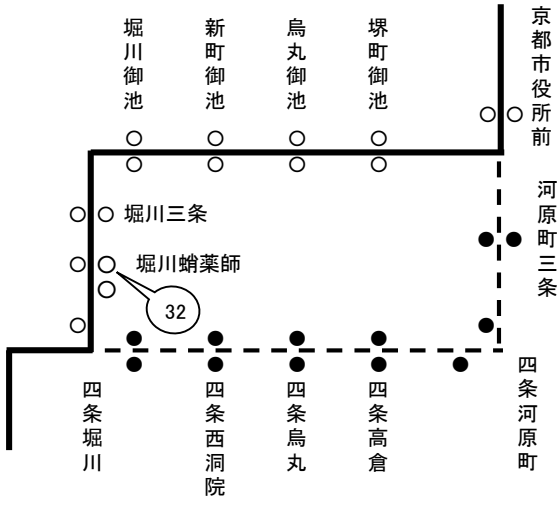 堀川御池
新町御池
烏丸御池
堺町御池
京都市役所前
河原町三条
堀川三条
堀川蛸薬師
32
四条堀川
四条西洞院
四条烏丸
四条高倉
四条河原町